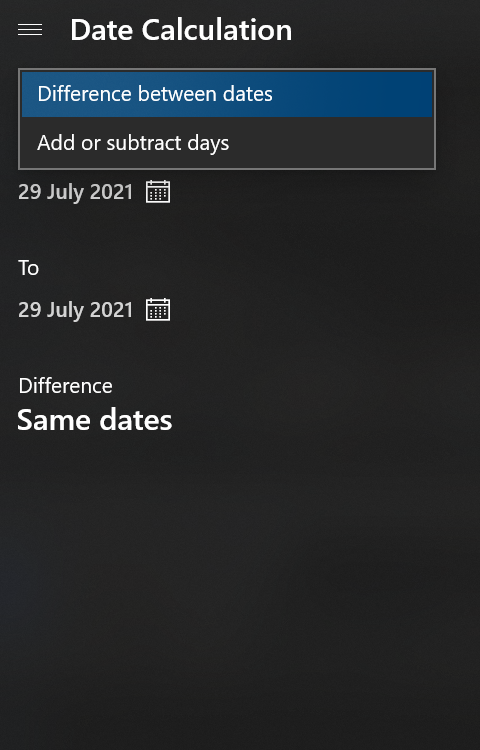 Date Calculation
Difference between dates
Add or subtract days
29 July 2021
To
29 July 2021
Difference
Same dates